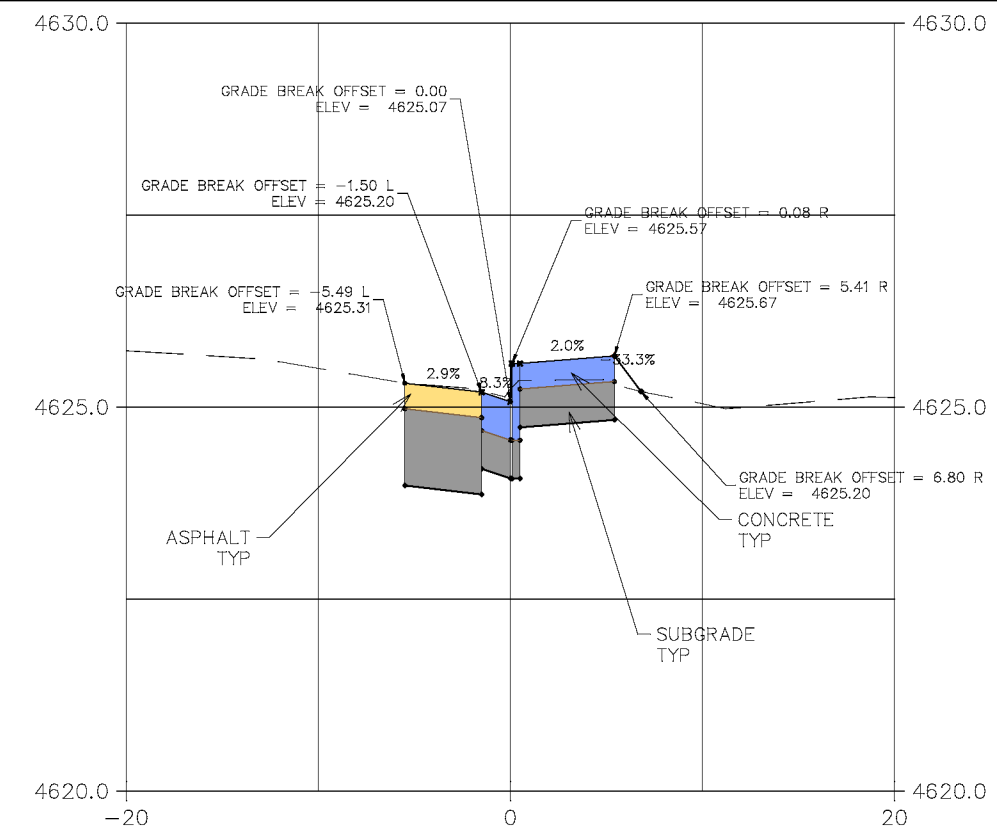 4630.0
4630.0
GRADE BREAK OFFSET = 0.00
ELEV = 4625.07
GRADE BREAK OFFSET = -1.50 L
ELEV = 4625.20
GRADE BREAK OFFSET = 0.08 R
ELEV = 4625.57
GRADE BREAK OFFSET = -5.49 L
ELEV = 4625.31
GRADE BREAK OFFSET = 5.41 R
ELEV = 4625.67
2.0%
-33.3%
2.9%
8.3%
4625.0
4625.0
GRADE BREAK OFFSET = 6.80 R
ELEV = 4625.20
CONCRETE
TYP
ASPHALT
TYP
SUBGRADE
TYP
4620.0
4620.0
-20
0
20